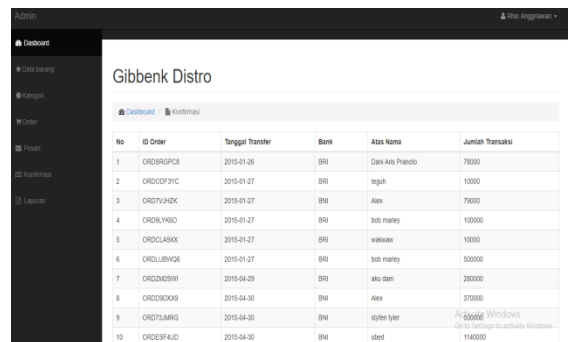 Admin
Rhio Anggriawan
Dasboard
Data barang
Kategori
Order
Pesan
Konfirmasi
Laporan
Gibbenk Distro
Dashboard / Konfirmasi
No ID Order Tanggal Transfer Bank Atas Nama Jumlah Transaksi
1 ORD5RGPC8 2015-01-26 BRI Dani Aris Pranoto 78000
2 ORDODF3YC 2015-01-27 BRI teguh 10000
3 ORD7VJHZK 2015-01-27 BNI Alex 79000
4 ORD9LYK6O 2015-01-27 BRI bob marley 100000
5 ORDCLA9XX 2015-01-27 BRI wakwaw 10000
6 ORDLUBWQ6 2015-01-27 BRI bob marley 500000
7 ORDZM25WI 2015-04-29 BRI aku dani 280000
8 ORDD9DXX9 2015-04-30 BNI Alex 370000
9 ORD73JMRG 2015-04-30 BNI styfen tyler 500000
10 ORDESF4UD 2015-04-30 BNI ubed 1140000
Activate Windows
Go to Settings to activate Windows.